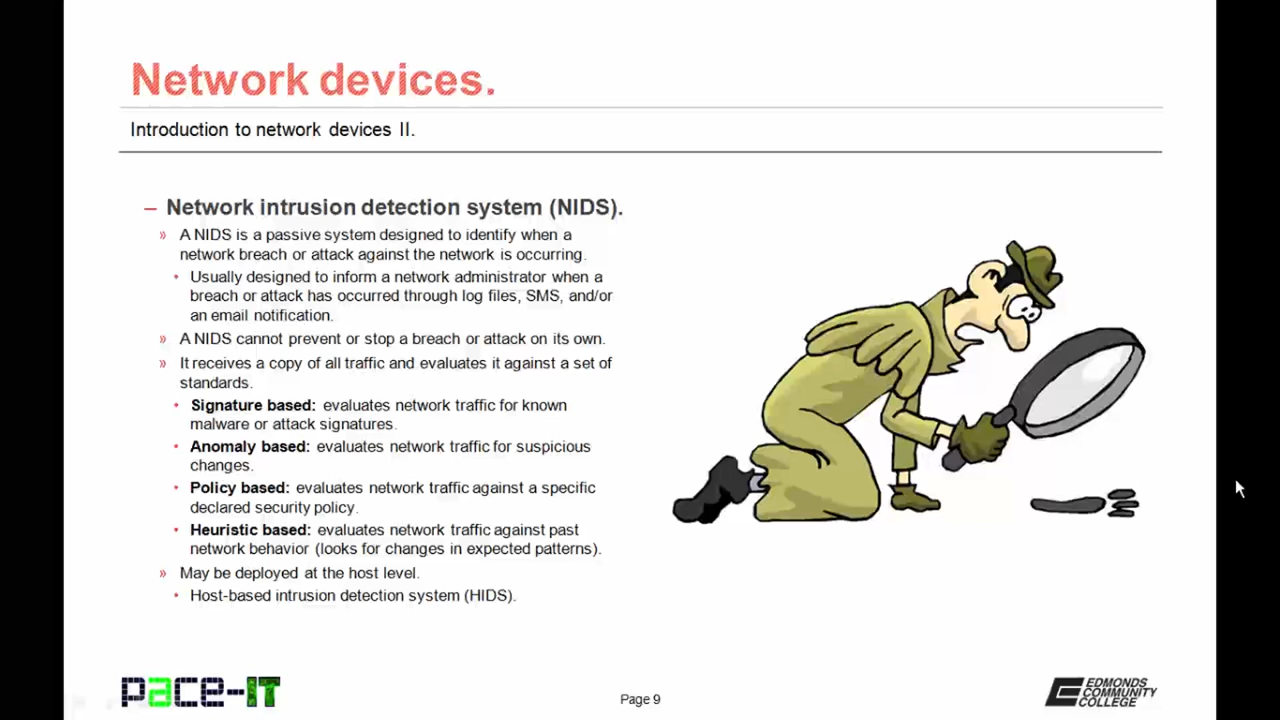 Network devices.
Introduction to network devices II.
– Network intrusion detection system (NIDS).
» A NIDS is a passive system designed to identify when a
network breach or attack against the network is occurring.
• Usually designed to inform a network administrator when a
breach or attack has occurred through log files, SMS, and/or
an email notification.
» A NIDS cannot prevent or stop a breach or attack on its own.
» It receives a copy of all traffic and evaluates it against a set of
standards.
• Signature based: evaluates network traffic for known
malware or attack signatures.
• Anomaly based: evaluates network traffic for suspicious
changes.
• Policy based: evaluates network traffic against a specific
declared security policy.
• Heuristic based: evaluates network traffic against past
network behavior (looks for changes in expected patterns).
» May be deployed at the host level.
• Host-based intrusion detection system (HIDS).
pace-IT
Page 9
EDMONDS
COMMUNITY
COLLEGE